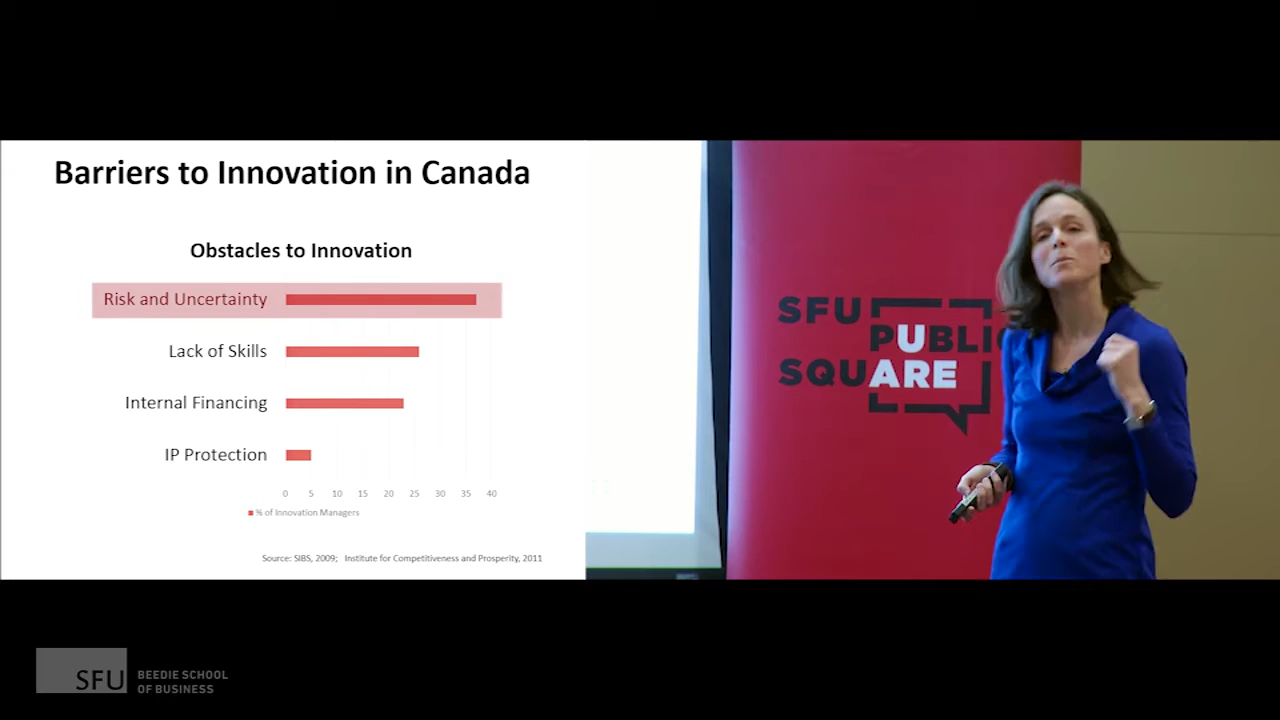 Barriers to Innovation in Canada
Obstacles to Innovation
Risk and Uncertainty
Lack of Skills
Internal Financing
IP Protection
0 5 10 15 20 25 30 35 40
% of Innovation Managers
Source: SIBS, 2009; Institute for Competitiveness and Prosperity, 2011
SFU
PUBLIC
SQUARE
SFU
BEEDIE SCHOOL
OF BUSINESS